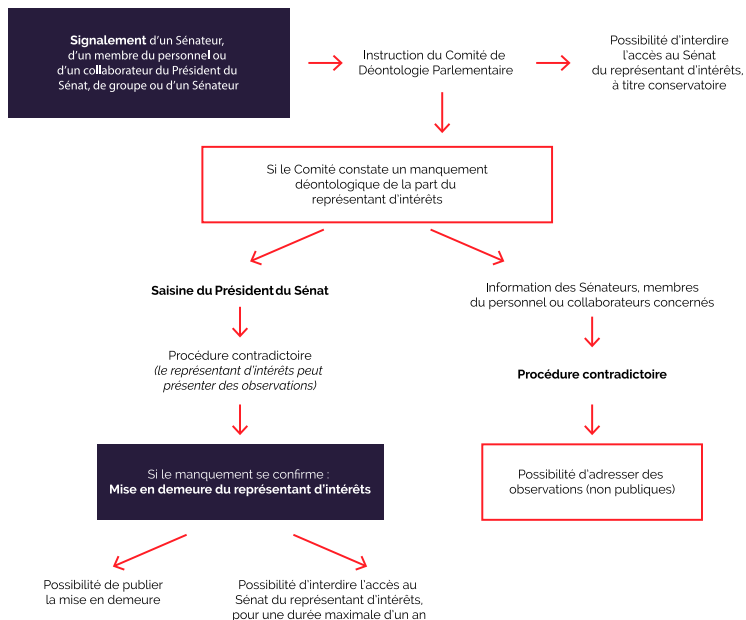 Signalement d'un Sénateur,
d'un membre du personnel ou
d'un collaborateur du Président du
Sénat, de groupe ou d'un Sénateur
Instruction du Comité de
Déontologie Parlementaire
Possibilité d'interdire
l'accès au Sénat
du représentant d'intérêts,
à titre conservatoire
Si le Comité constate un manquement
déontologique de la part du
représentant d'intérêts
Saisine du Président du Sénat
Information des Sénateurs, membres
du personnel ou collaborateurs concernés
Procédure contradictoire
(le représentant d'intérêts peut
présenter des observations)
Procédure contradictoire
Si le manquement se confirme :
Mise en demeure du représentant d'intérêts
Possibilité d'adresser des
observations (non publiques)
Possibilité de publier
la mise en demeure
Possibilité d'interdire l'accès au
Sénat du représentant d'intérêts,
pour une durée maximale d'un an